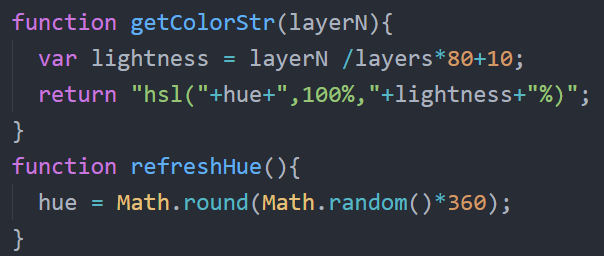 function getColorStr(layerN){
  var lightness = layerN /layers*80+10;
  return "hsl("+hue+",100%,"+lightness+"%)";
}
function refreshHue(){
  hue = Math.round(Math.random()*360);
}